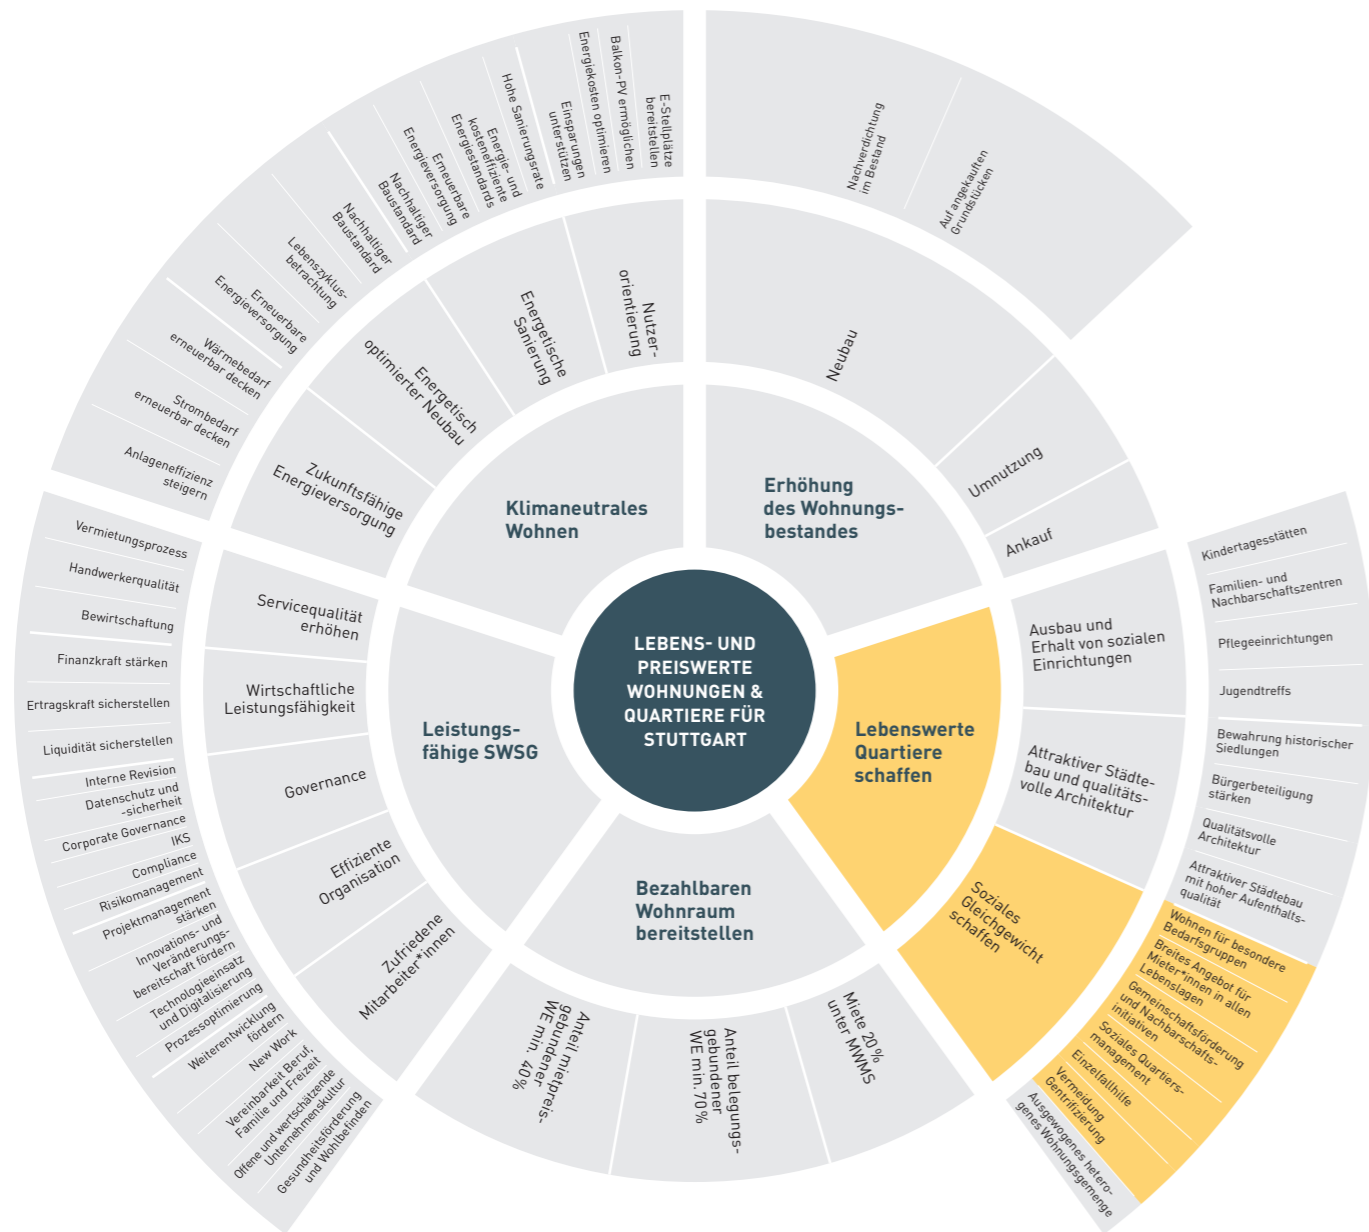 LEBENS- UND
PREISWERTE
WOHNUNGEN &
QUARTIERE FÜR
STUTTGART
Klimaneutrales
Wohnen
Zukunftsfähige
Energieversorgung
Anlageneffizienz
steigern
Strombedarf
erneuerbar decken
Wärmebedarf
erneuerbar decken
Energetisch
optimierter Neubau
Erneuerbare
Energieversorgung
Lebenszyklus-
betrachtung
Nachhaltiger
Baustandard
Energetische
Sanierung
Nachhaltiger
Baustandard
Erneuerbare
Energieversorgung
Energie- und
kosteneffiziente
Energiestandards
Hohe Sanierungsrate
Nutzer-
orientierung
Einsparungen
unterstützen
Energiekosten optimieren
Balkon-PV ermöglichen
E-Stellplätze
bereitstellen
Erhöhung
des Wohnungs-
bestandes
Neubau
Nachverdichtung
im Bestand
Auf angekauften
Grundstücken
Umnutzung
Ankauf
Lebenswerte
Quartiere
schaffen
Ausbau und
Erhalt von sozialen
Einrichtungen
Kindertagesstätten
Familien- und
Nachbarschaftszentren
Pflegeeinrichtungen
Jugendtreffs
Attraktiver Städte-
bau und qualitäts-
volle Architektur
Bewahrung historischer
Siedlungen
Bürgerbeteiligung
stärken
Qualitätsvolle
Architektur
Attraktiver Städtebau
mit hoher Aufenthalts-
qualität
Soziales
Gleichgewicht
schaffen
Wohnen für besondere
Bedarfsgruppen
Breites Angebot für
Mieter*innen in allen
Lebenslagen
Gemeinschaftsförderung
und Nachbarschafts-
initiativen
Soziales Quartiers-
management
Einzelfallhilfe
Vermeidung
Gentrifizierung
Ausgewogenes hetero-
genes Wohnungsgemenge
Bezahlbaren
Wohnraum
bereitstellen
Miete 20 %
unter MWMS
Anteil belegungs-
gebundener
WE min. 70 %
Anteil mietpreis-
gebundener
WE min. 40 %
Leistungs-
fähige SWSG
Servicequalität
erhöhen
Vermietungsprozess
Handwerkerqualität
Bewirtschaftung
Wirtschaftliche
Leistungsfähigkeit
Finanzkraft stärken
Ertragskraft sicherstellen
Liquidität sicherstellen
Governance
Interne Revision
Datenschutz und
-sicherheit
Corporate Governance
IKS
Compliance
Risikomanagement
Effiziente
Organisation
Projektmanagement
stärken
Innovations- und
Veränderungs-
bereitschaft fördern
Technologieeinsatz
und Digitalisierung
Prozessoptimierung
Zufriedene
Mitarbeiter*innen
Weiterentwicklung
fördern
New Work
Vereinbarkeit Beruf,
Familie und Freizeit
Offene und wertschätzende
Unternehmenskultur
Gesundheitsförderung
und Wohlbefinden